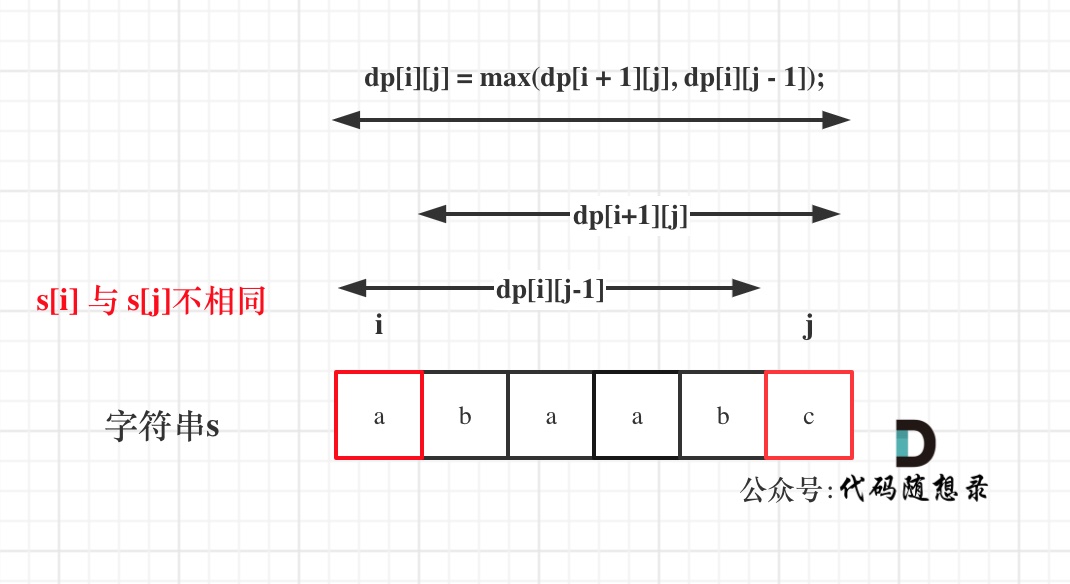 dp[i][j] = max(dp[i + 1][j], dp[i][j - 1]);
dp[i+1][j]
dp[i][j-1]
s[i] 与 s[j]不相同
i
j
字符串s
a
b
a
a
b
c
D
公众号:代码随想录